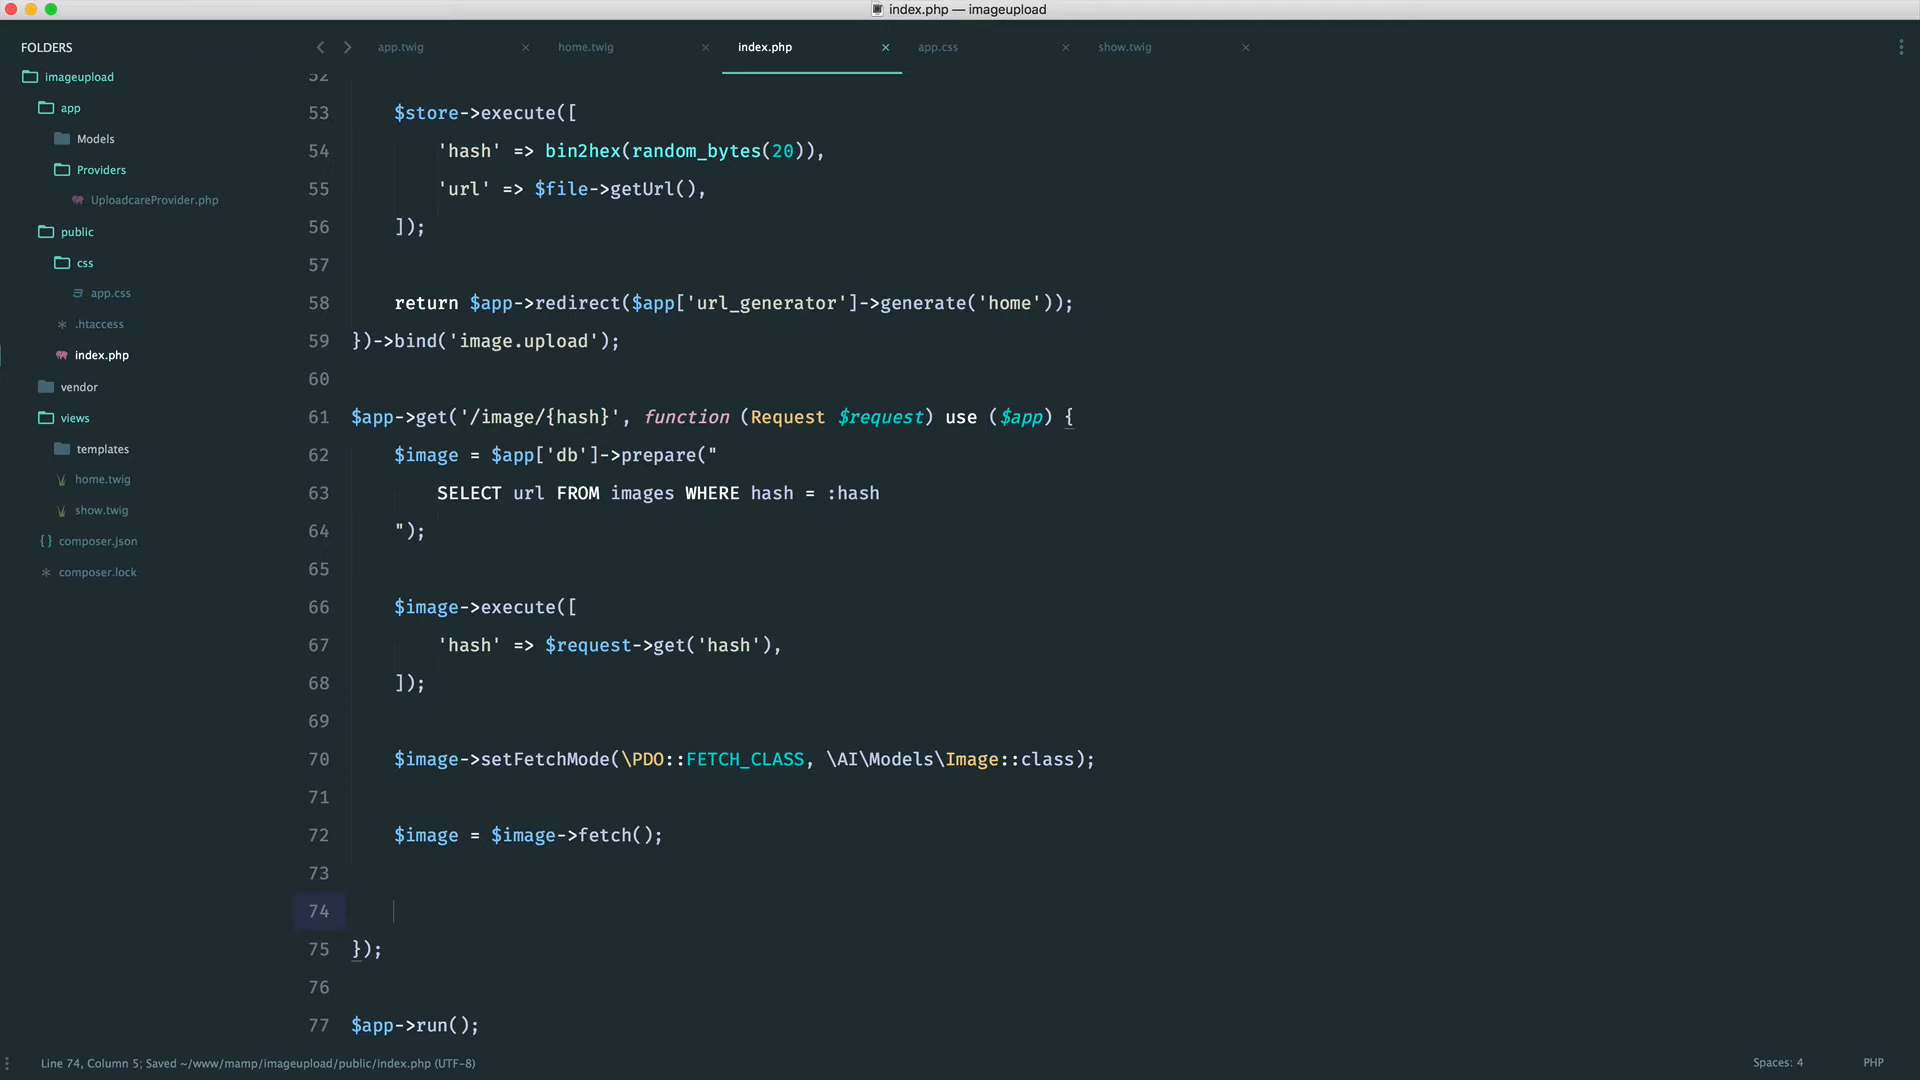 index.php — imageupload
FOLDERS
imageupload
app
Models
Providers
UploadcareProvider.php
public
css
app.css
.htaccess
index.php
vendor
views
templates
home.twig
show.twig
composer.json
composer.lock
app.twig
home.twig
index.php
app.css
show.twig
52
53 $store->execute([
54 'hash' => bin2hex(random_bytes(20)),
55 'url' => $file->getUrl(),
56 ]);
57
58 return $app->redirect($app['url_generator']->generate('home'));
59 })->bind('image.upload');
60
61 $app->get('/image/{hash}', function (Request $request) use ($app) {
62 $image = $app['db']->prepare("
63 SELECT url FROM images WHERE hash = :hash
64 ");
65
66 $image->execute([
67 'hash' => $request->get('hash'),
68 ]);
69
70 $image->setFetchMode(\PDO::FETCH_CLASS, \AI\Models\Image::class);
71
72 $image = $image->fetch();
73
74
75 });
76
77 $app->run();
Line 74, Column 5; Saved ~/www/mamp/imageupload/public/index.php (UTF-8)
Spaces: 4
PHP